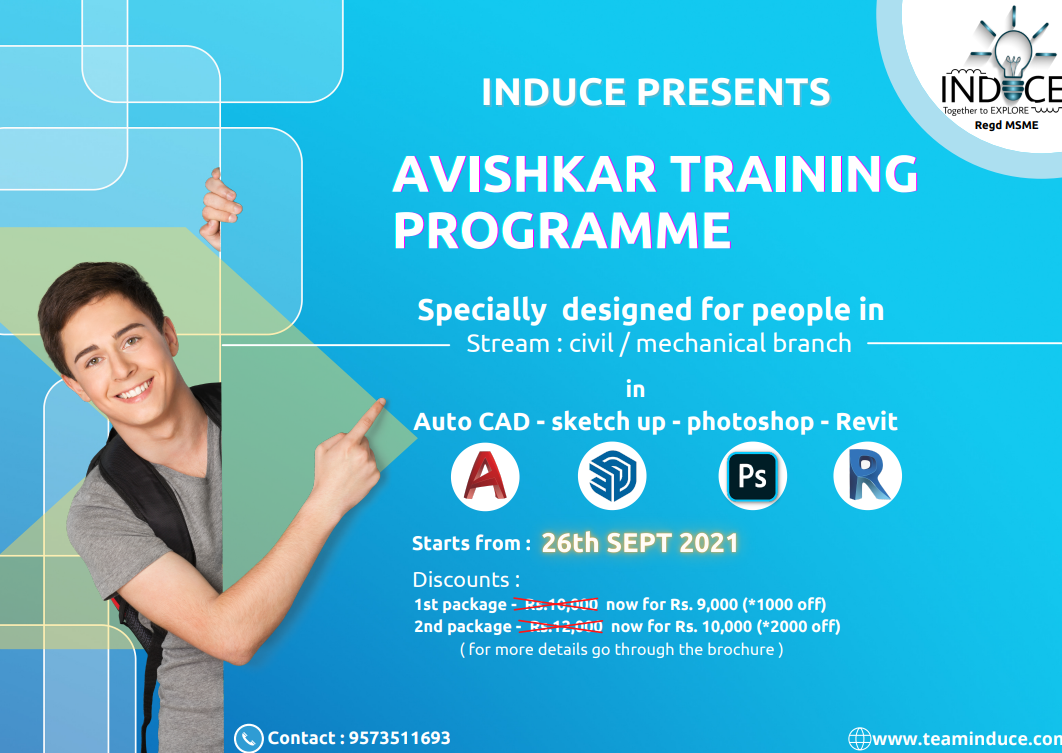 INDUCE PRESENTS
INDUCE
Together to EXPLORE
Regd MSME
AVISHKAR TRAINING
PROGRAMME
Specially designed for people in
Stream : civil / mechanical branch
in
Auto CAD - sketch up - photoshop - Revit
Ps
Starts from : 26th SEPT 2021
Discounts :
1st package - Rs.10,000 now for Rs. 9,000 (*1000 off)
2nd package - Rs.12,000 now for Rs. 10,000 (*2000 off)
( for more details go through the brochure )
Contact : 9573511693
www.teaminduce.com